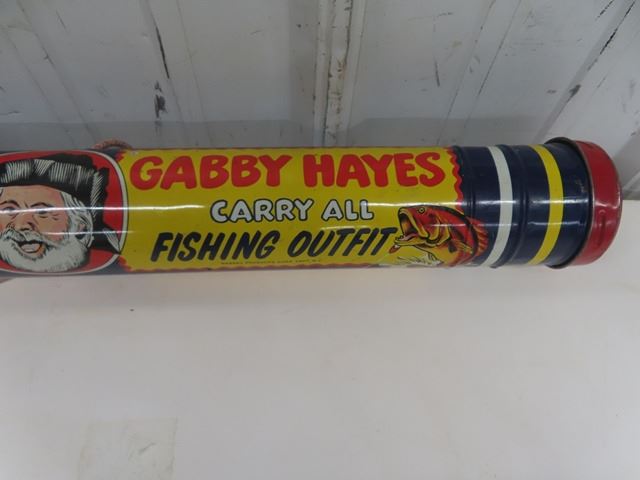 GABBY HAYES
CARRY ALL
FISHING OUTFIT